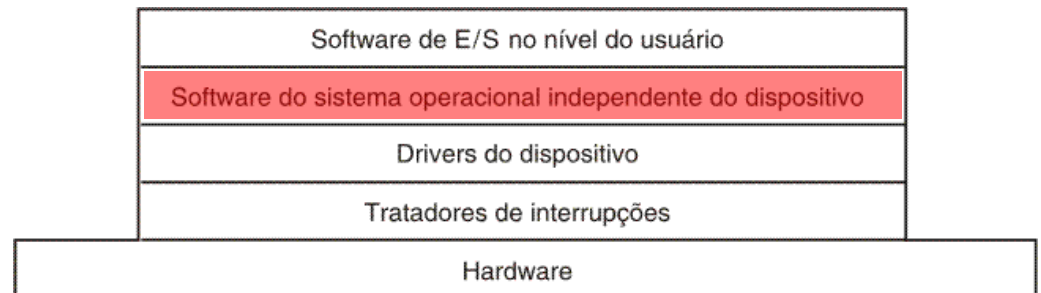 Software de E/S no nível do usuário
Software do sistema operacional independente do dispositivo
Drivers do dispositivo
Tratadores de interrupções
Hardware